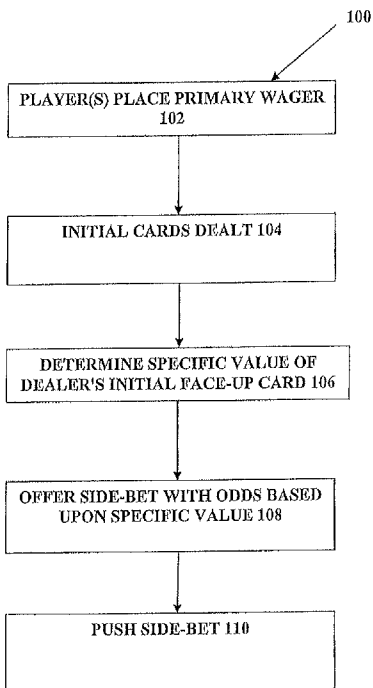 100
PLAYER(S) PLACE PRIMARY WAGER
102
INITIAL CARDS DEALT 104
DETERMINE SPECIFIC VALUE OF
DEALER'S INITIAL FACE-UP CARD 106
OFFER SIDE-BET WITH ODDS BASED
UPON SPECIFIC VALUE 108
PUSH SIDE-BET 110